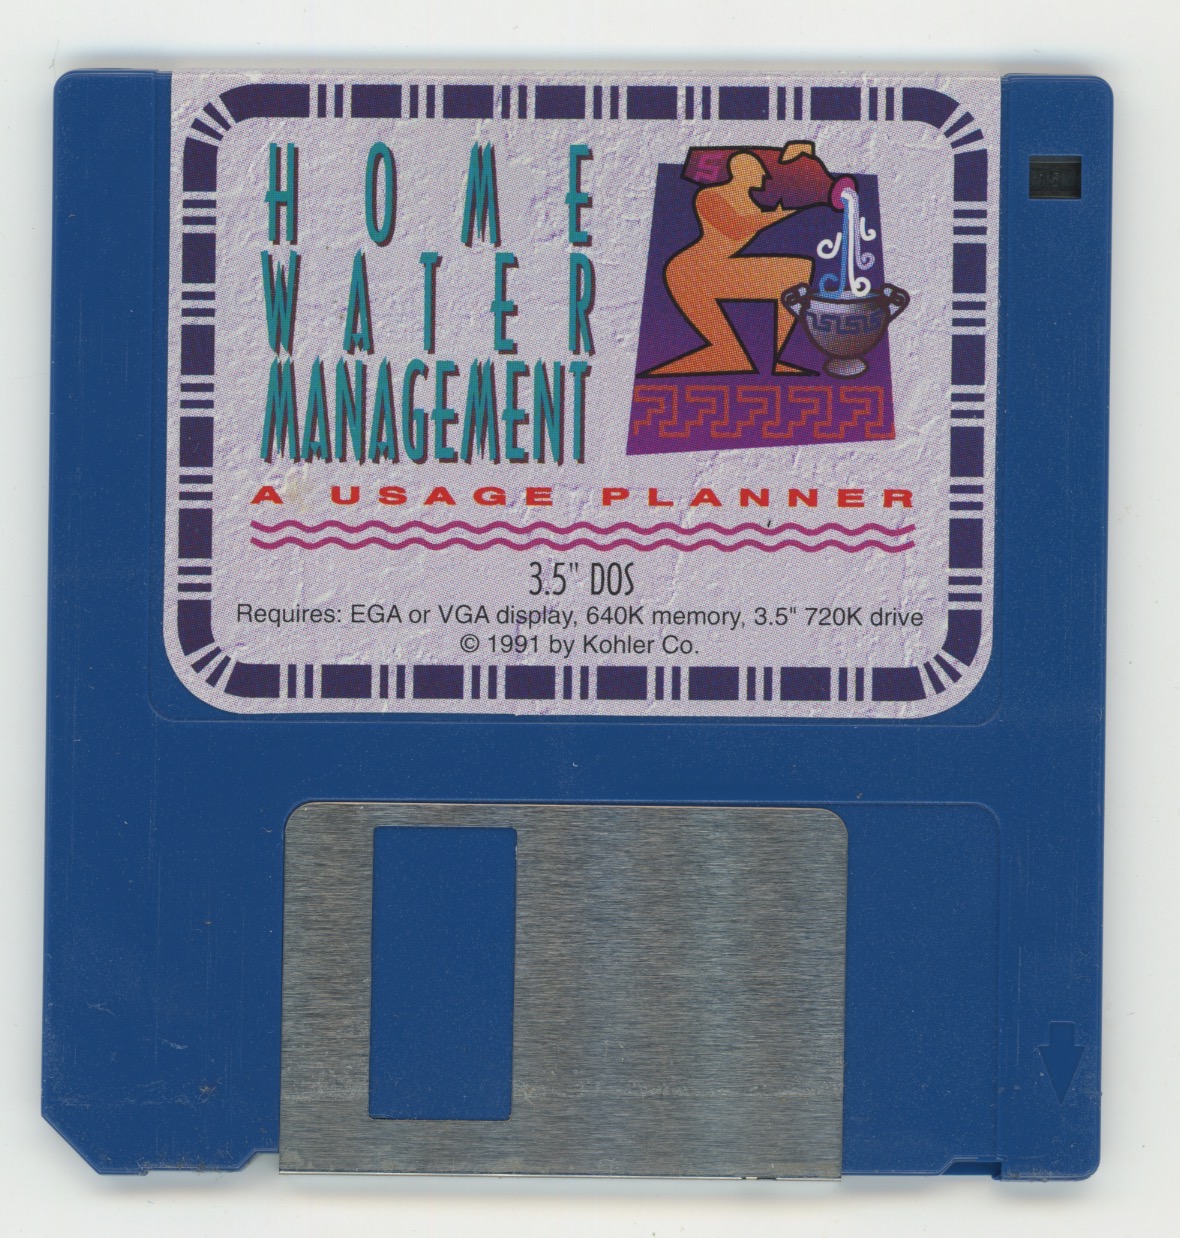 HOME
WATER
MANAGEMENT
A USAGE PLANNER
3.5" DOS
Requires: EGA or VGA display, 640K memory, 3.5" 720K drive
© 1991 by Kohler Co.